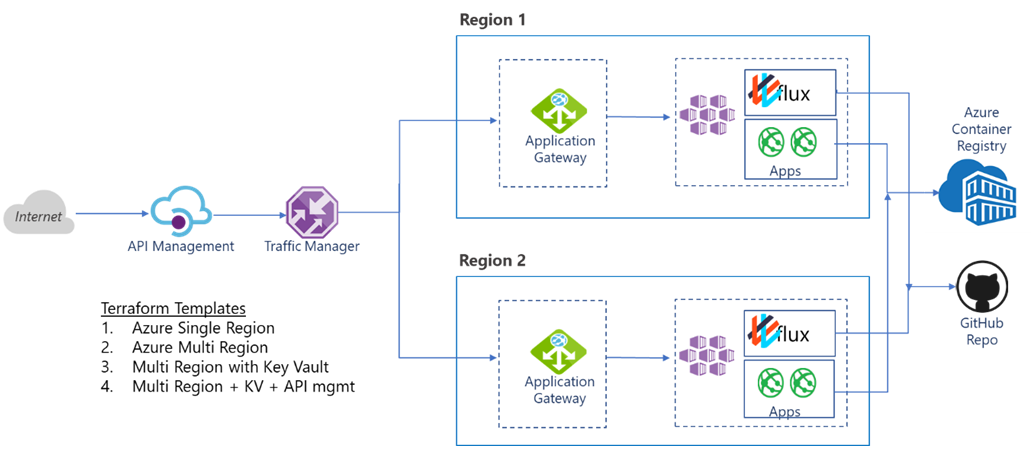 Region 1
flux
Application
Gateway
Apps
Azure
Container
Registry
Internet
API Management
Traffic Manager
Region 2
flux
Application
Gateway
Apps
GitHub
Repo
Terraform Templates
1. Azure Single Region
2. Azure Multi Region
3. Multi Region with Key Vault
4. Multi Region + KV + API mgmt